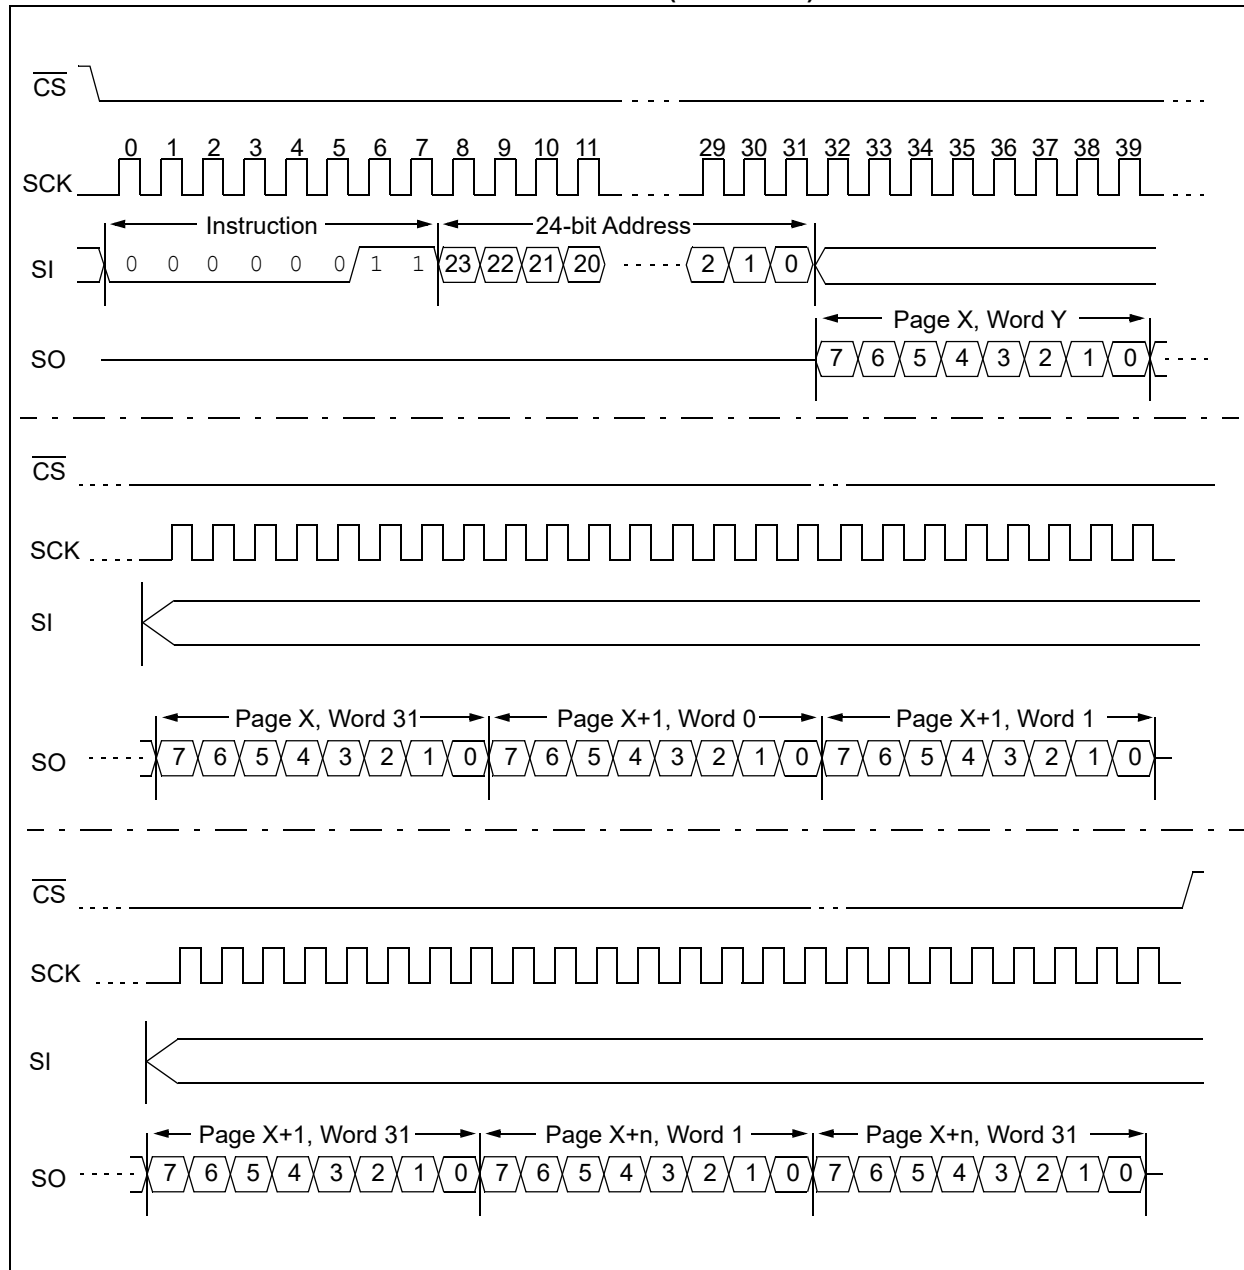 CS
0 1 2 3 4 5 6 7 8 9 10 11 29 30 31 32 33 34 35 36 37 38 39
SCK
Instruction 24-bit Address
SI 0 0 0 0 0 0 1 1 23 22 21 20 2 1 0
Page X, Word Y
SO 7 6 5 4 3 2 1 0
CS
SCK
SI
Page X, Word 31 Page X+1, Word 0 Page X+1, Word 1
SO 7 6 5 4 3 2 1 0 7 6 5 4 3 2 1 0 7 6 5 4 3 2 1 0
CS
SCK
SI
Page X+1, Word 31 Page X+n, Word 1 Page X+n, Word 31
SO 7 6 5 4 3 2 1 0 7 6 5 4 3 2 1 0 7 6 5 4 3 2 1 0